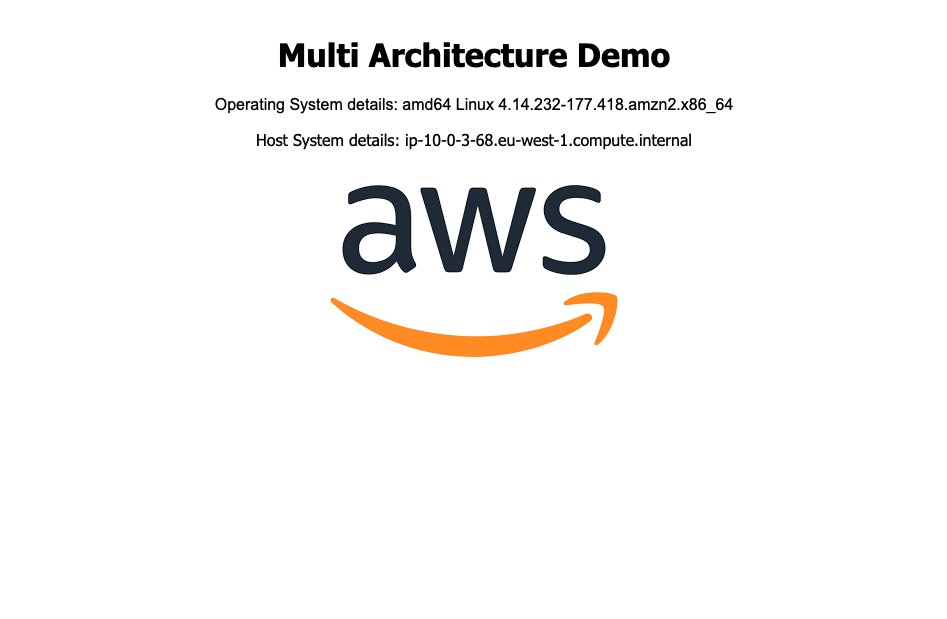 Multi Architecture Demo
Operating System details: amd64 Linux 4.14.232-177.418.amzn2.x86_64
Host System details: ip-10-0-3-68.eu-west-1.compute.internal
aws